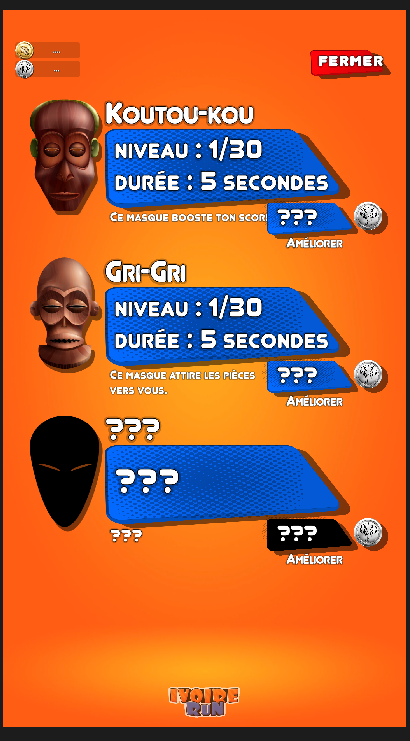 ....
...
FERMER
KOUTOU-KOU
NIVEAU : 1/30
DURÉE : 5 SECONDES
CE MASQUE BOOSTE TON SCOR
???
AMÉLIORER
GRI-GRI
NIVEAU : 1/30
DURÉE : 5 SECONDES
CE MASQUE ATTIRE LES PIÈCES
VERS VOUS.
???
AMÉLIORER
???
???
???
???
AMÉLIORER
IVOIRE
RUN